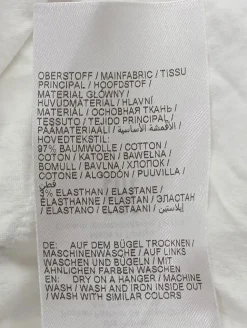 OBERSTOFF / MAINFABRIC / TISSU
PRINCIPAL / HOOFDSTOF /
MATERIAŁ GŁÓWNY /
HUVUDMATERIAL / HLAVNÍ
MATERIÁL / ОСНОВНАЯ ТКАНЬ /
TESSUTO / TEJIDO PRINCIPAL /
PÄÄMATERIAALI / الأقمشة الأساسية /
HOVEDTEKSTIL:
97% BAUMWOLLE / COTTON /
COTON / KATOEN / BAWEŁNA /
BOMULL / BAVLNA / ХЛОПОК /
COTONE / ALGODÓN / PUUVILLA /
قطن
3% ELASTHAN / ELASTANE /
ELASTHANNE / ELASTAN / ЭЛАСТАН
/ ELASTANO / ELASTAANI / إيلاستين
DE: AUF DEM BÜGEL TROCKNEN /
MASCHINENWÄSCHE / AUF LINKS
WASCHEN UND BÜGELN / MIT
ÄHNLICHEN FARBEN WASCHEN
EN: DRY ON A HANGER / MACHINE
WASH / WASH AND IRON INSIDE OUT
/ WASH WITH SIMILAR COLORS